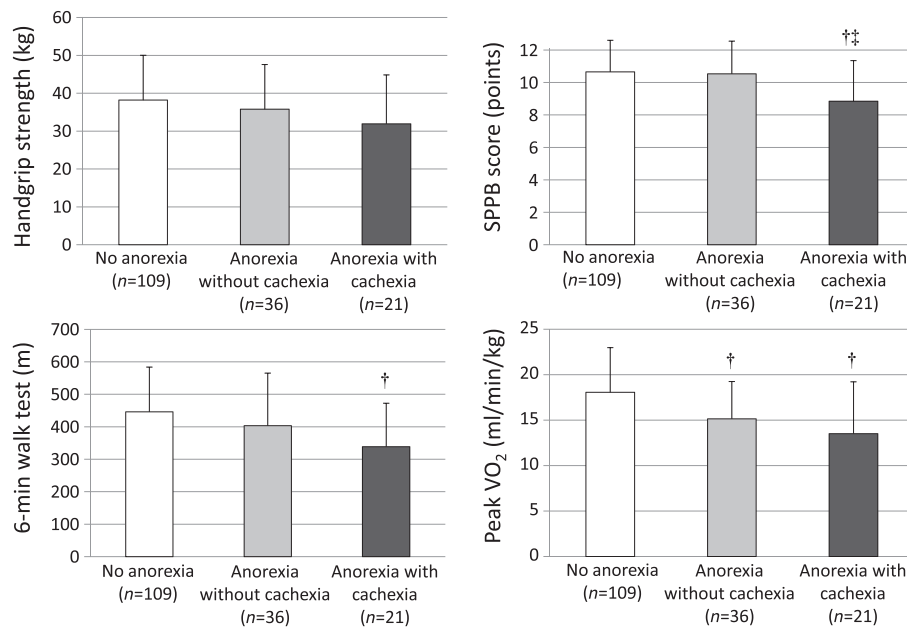 Handgrip strength (kg)
60
50
40
30
20
10
0
No anorexia
(n=109)
Anorexia
without cachexia
(n=36)
Anorexia with
cachexia
(n=21)
SPPB score (points)
12
10
8
6
4
2
0
†‡
No anorexia
(n=109)
Anorexia
without cachexia
(n=36)
Anorexia with
cachexia
(n=21)
6-min walk test (m)
700
600
500
400
300
200
100
0
†
No anorexia
(n=109)
Anorexia
without cachexia
(n=36)
Anorexia with
cachexia
(n=21)
Peak VO₂ (ml/min/kg)
25
20
15
10
5
0
†
†
No anorexia
(n=109)
Anorexia
without cachexia
(n=36)
Anorexia with
cachexia
(n=21)